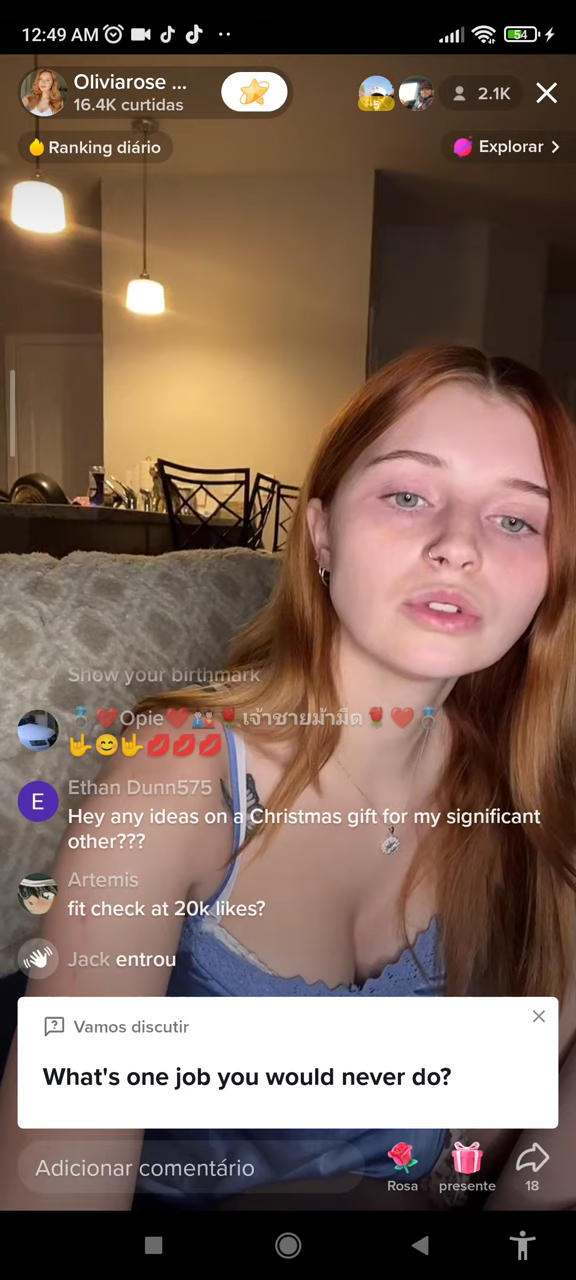 12:49 AM
54
Oliviarose ...
16.4K curtidas
2.1K
Ranking diário
Explorar
Show your birthmark
💍❤️Opie❤️👩‍❤️‍👨🌹เจ้าชายม้ามืด🌹❤️💍
🤟😊🤟💋💋💋
E
Ethan Dunn575
Hey any ideas on a Christmas gift for my significant
other???
Artemis
fit check at 20k likes?
Jack entrou
Vamos discutir
What's one job you would never do?
Adicionar comentário
Rosa
presente
18